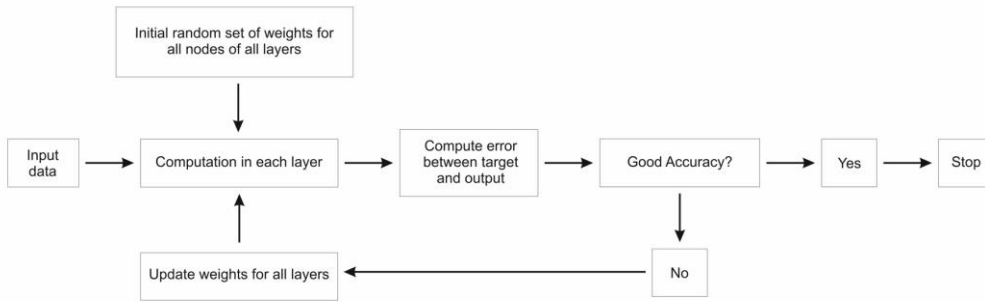 Initial random set of weights for
all nodes of all layers
Input
data
Computation in each layer
Compute error
between target
and output
Good Accuracy?
Yes
Stop
Update weights for all layers
No